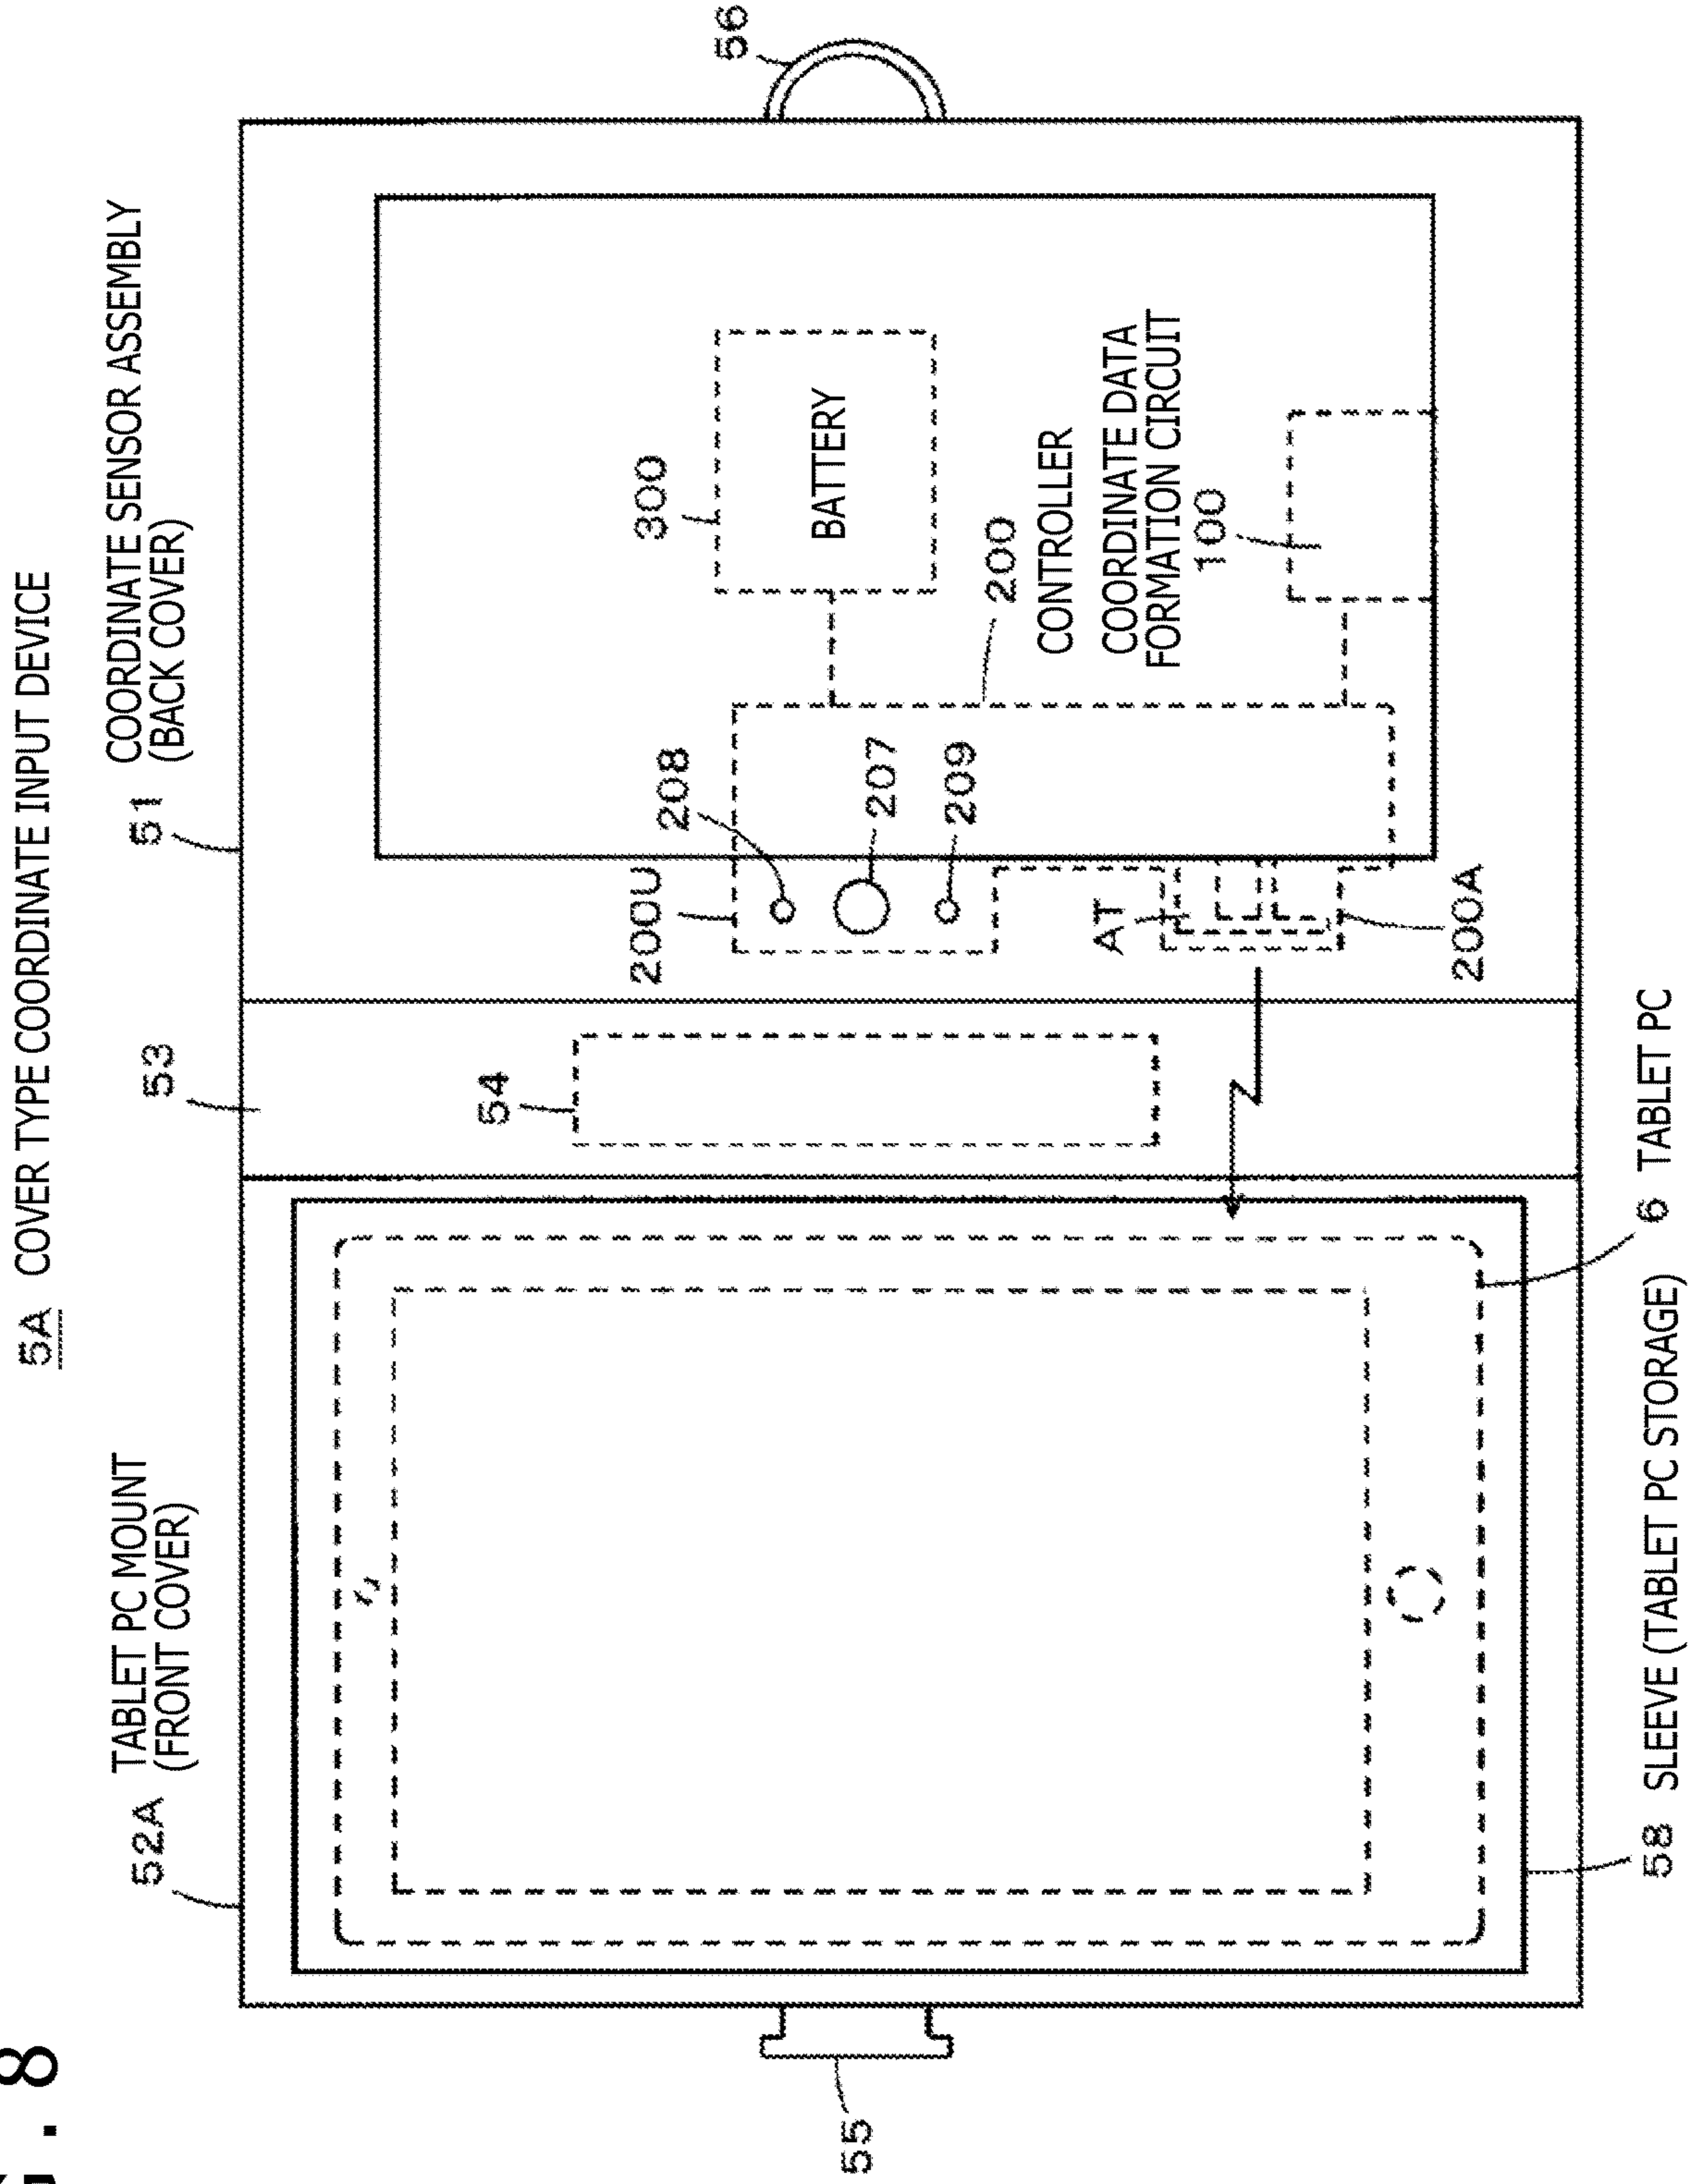 G. 8
5A COVER TYPE COORDINATE INPUT DEVICE
52A TABLET PC MOUNT
(FRONT COVER)
53
51 COORDINATE SENSOR ASSEMBLY
(BACK COVER)
54
200U
208
207
209
300
BATTERY
200
CONTROLLER
COORDINATE DATA
FORMATION CIRCUIT
100
AT
200A
55
56
58 SLEEVE (TABLET PC STORAGE)
6 TABLET PC